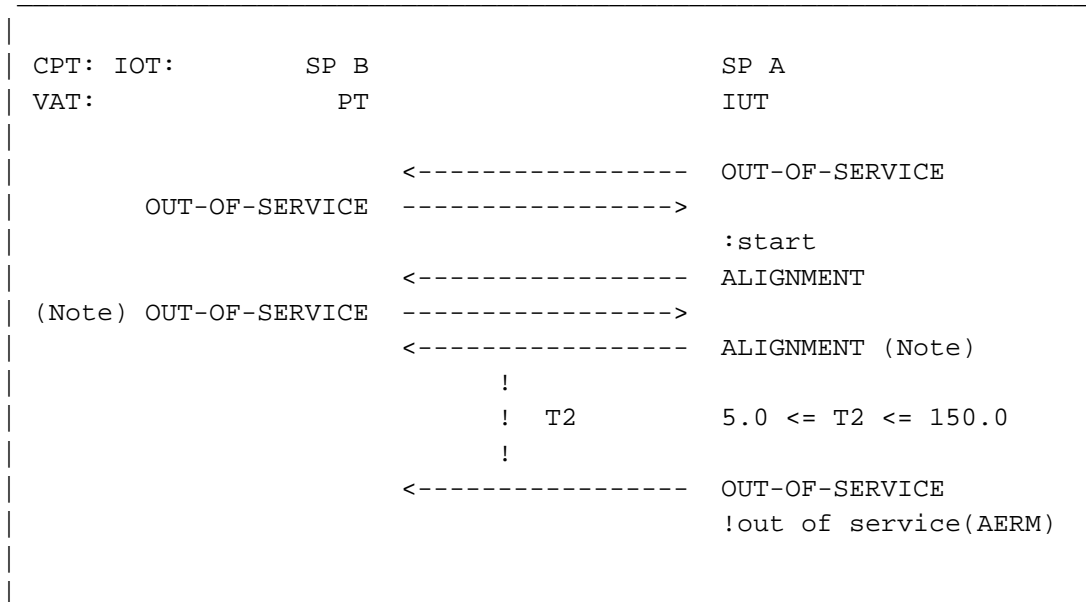 CPT: IOT: SP B SP A
VAT: PT IUT
<----------------- OUT-OF-SERVICE
OUT-OF-SERVICE ----------------->
:start
<----------------- ALIGNMENT
(Note) OUT-OF-SERVICE ----------------->
<----------------- ALIGNMENT (Note)
!
! T2 5.0 <= T2 <= 150.0
!
<----------------- OUT-OF-SERVICE
!out of service(AERM)